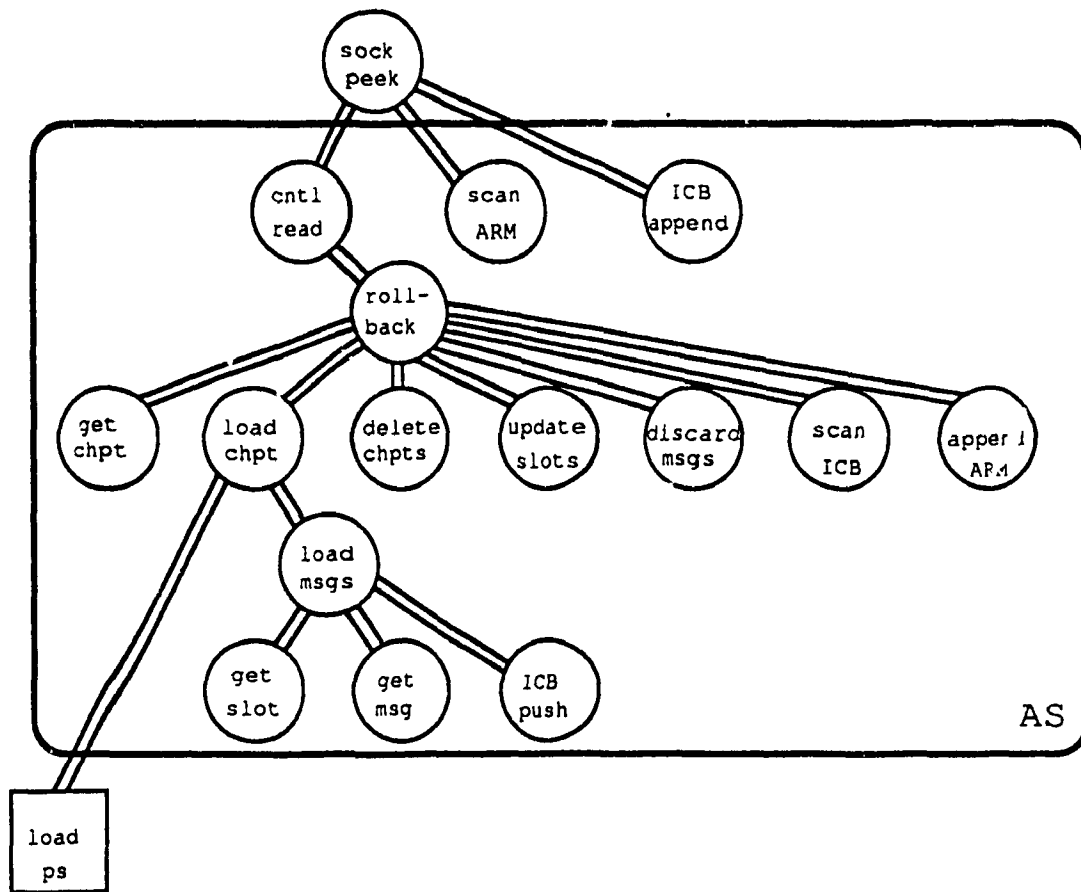 sock
peek
cntl
read
scan
ARM
ICB
append
roll-
back
get
chpt
load
chpt
delete
chpts
update
slots
discard
msgs
scan
ICB
append
ARM
load
msgs
get
slot
get
msg
ICB
push
AS
load
ps